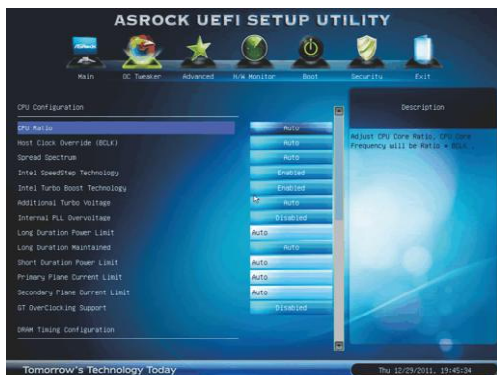 ASROCK UEFI SETUP UTILITY
Main OC Tweaker Advanced H/W Monitor Boot Security Exit
CPU Configuration
Description
CPU Ratio Auto
Adjust CPU Core Ratio, CPU Core
Frequency will be Ratio * BCLK .
Host Clock Override (BCLK) Auto
Spread Spectrum Auto
Intel SpeedStep Technology Enabled
Intel Turbo Boost Technology Enabled
Additional Turbo Voltage Auto
Internal PLL Overvoltage Disabled
Long Duration Power Limit Auto
Long Duration Maintained Auto
Short Duration Power Limit Auto
Primary Plane Current Limit Auto
Secondary Plane Current Limit Auto
GT OverClocking Support Disabled
DRAM Timing Configuration
Tomorrow's Technology Today
Thu 12/29/2011, 19:45:34